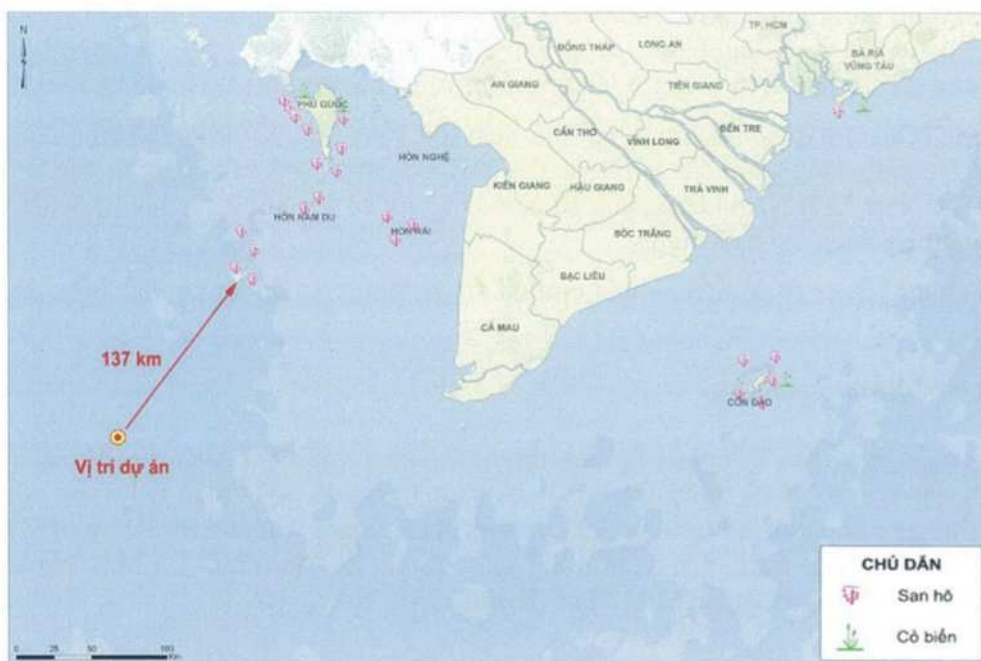 N
TP. HCM
ĐỒNG THÁP
LONG AN
BÀ RỊA
VŨNG TÀU
AN GIANG
TIỀN GIANG
PHÚ QUỐC
CẦN THƠ
VĨNH LONG
BẾN TRE
HÒN NGHỆ
KIÊN GIANG
HẬU GIANG
TRÀ VINH
HÒN NAM DU
HÒN RÁI
SÓC TRĂNG
BẠC LIÊU
CÀ MAU
137 km
CÔN ĐẢO
Vị trí dự án
CHÚ DẪN
San hô
Cỏ biển
0 25 50 100
Km